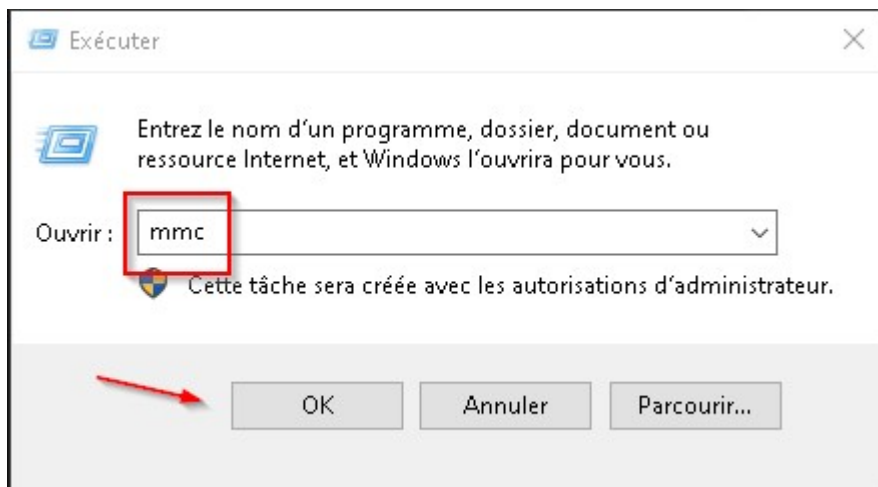 Exécuter
Entrez le nom d'un programme, dossier, document ou
ressource Internet, et Windows l'ouvrira pour vous.
Ouvrir : mmc
Cette tâche sera créée avec les autorisations d'administrateur.
OK Annuler Parcourir...